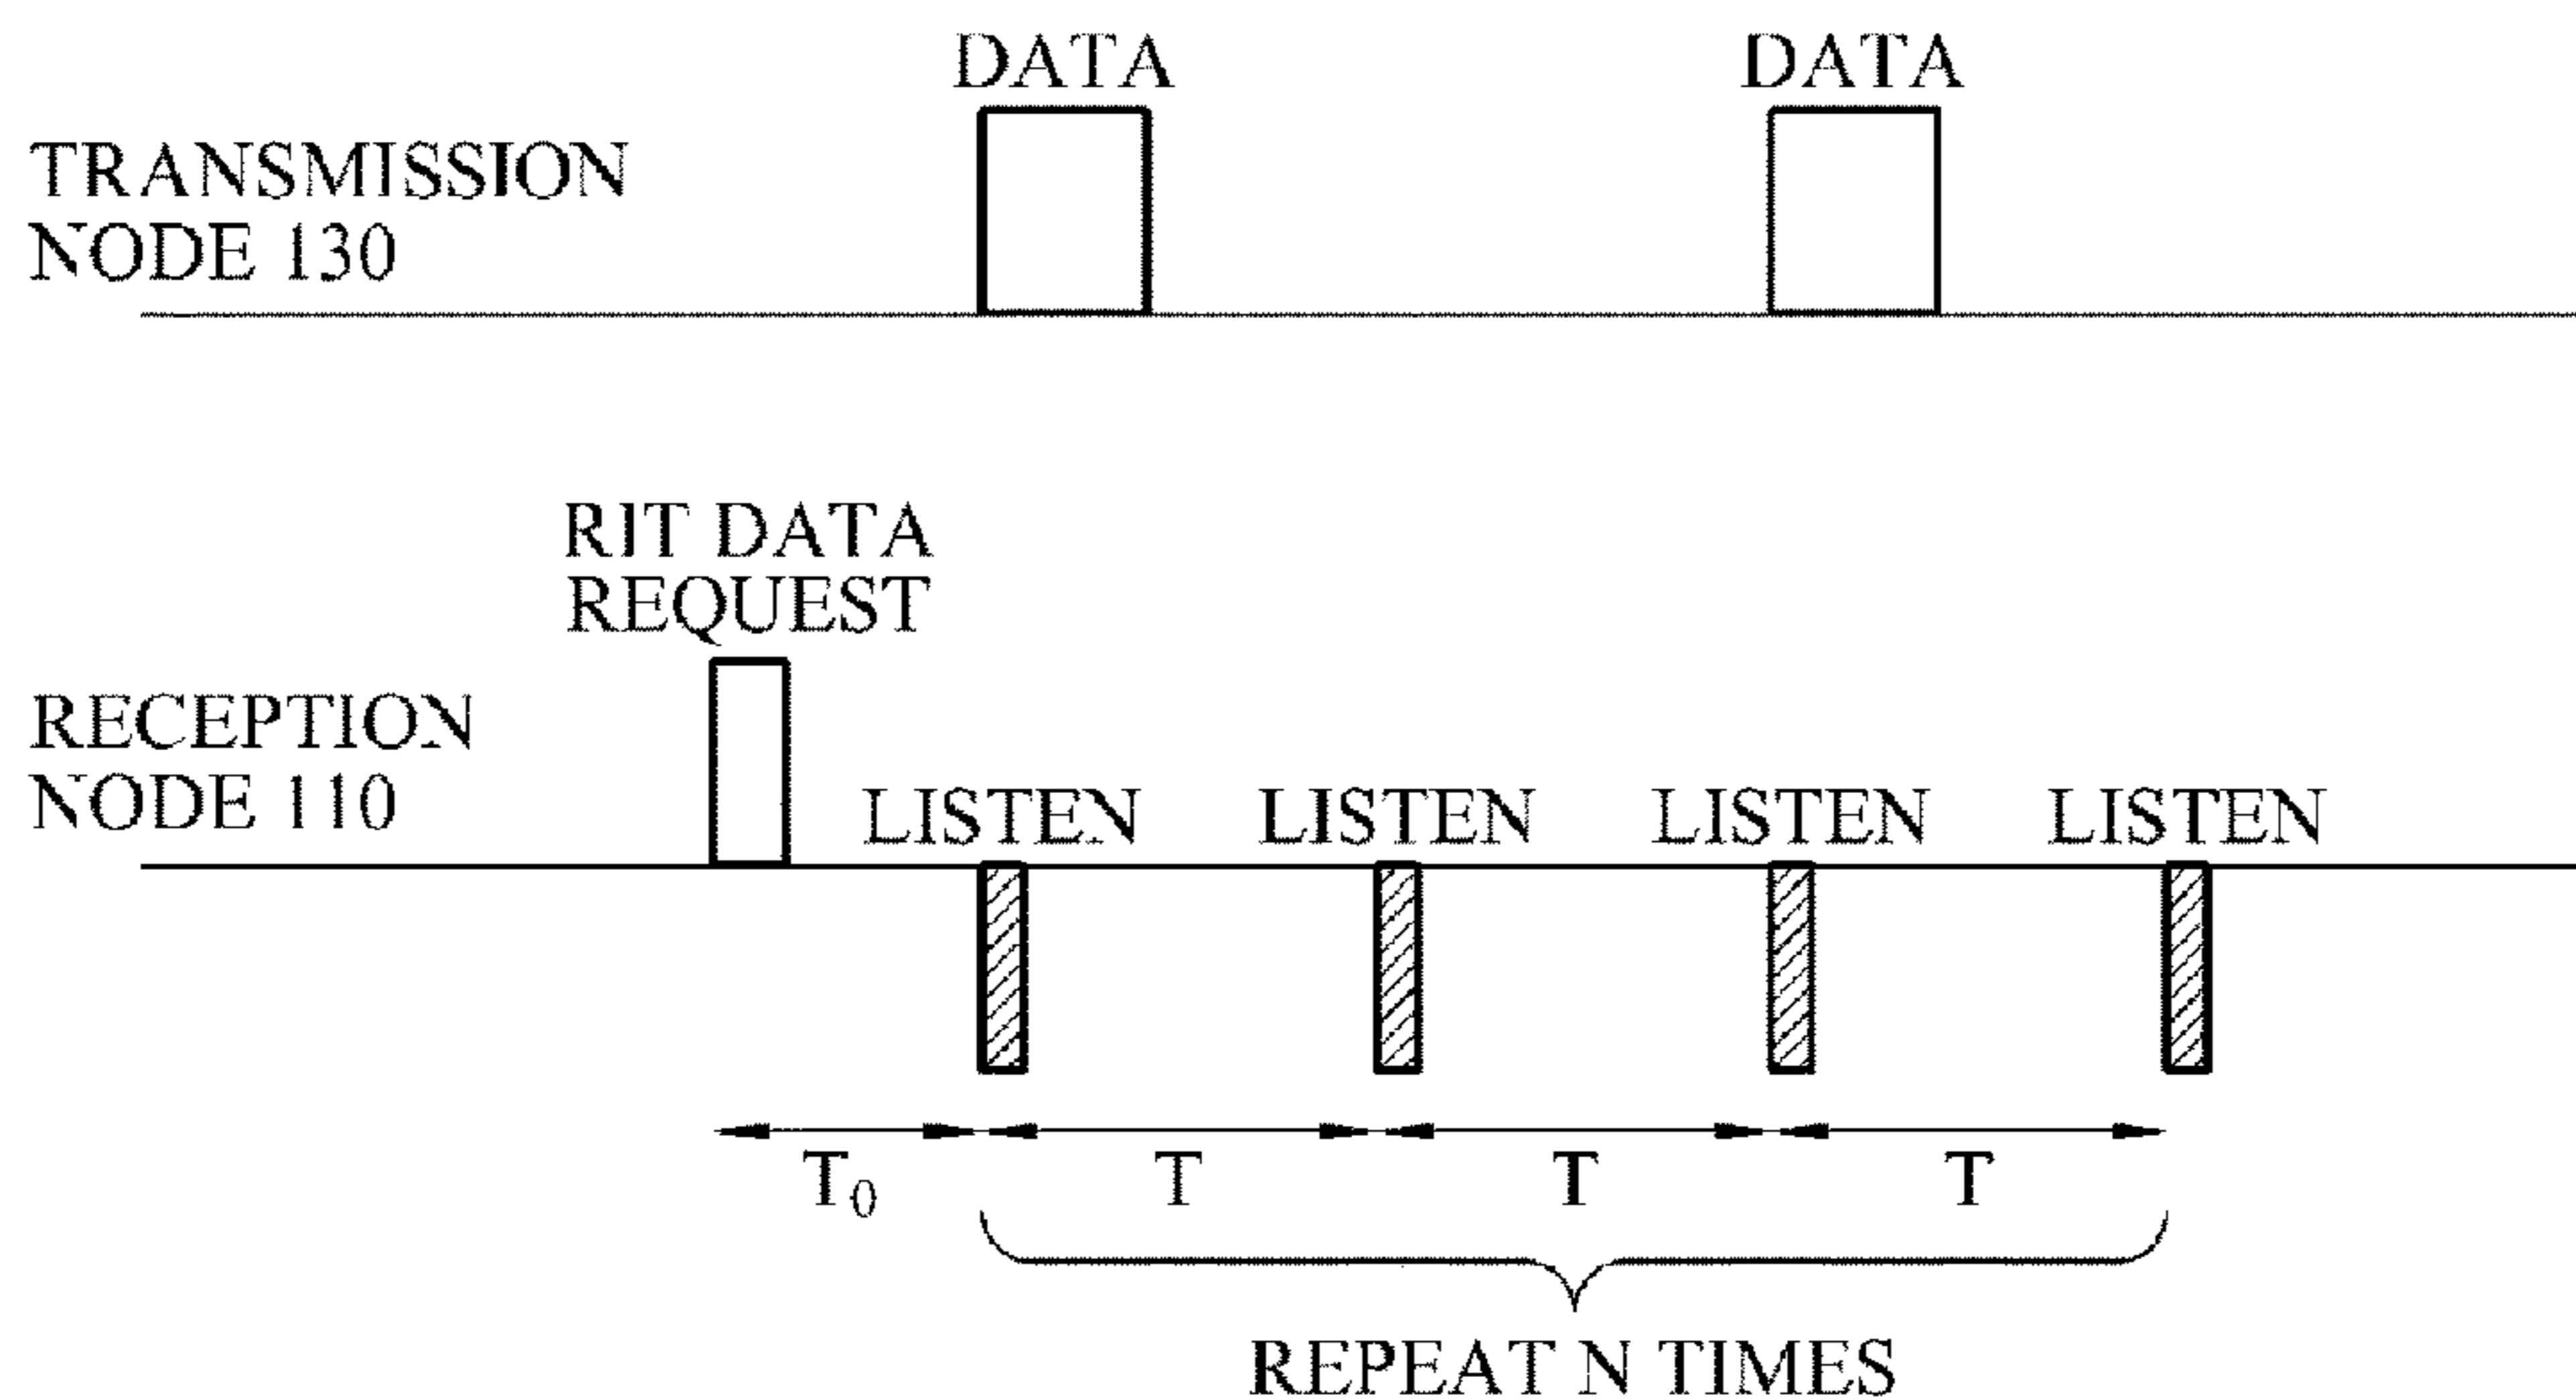 DATA DATA
TRANSMISSION
NODE 130
RIT DATA
REQUEST
RECEPTION
NODE 110
LISTEN LISTEN LISTEN LISTEN
T₀ T T T
REPEAT N TIMES